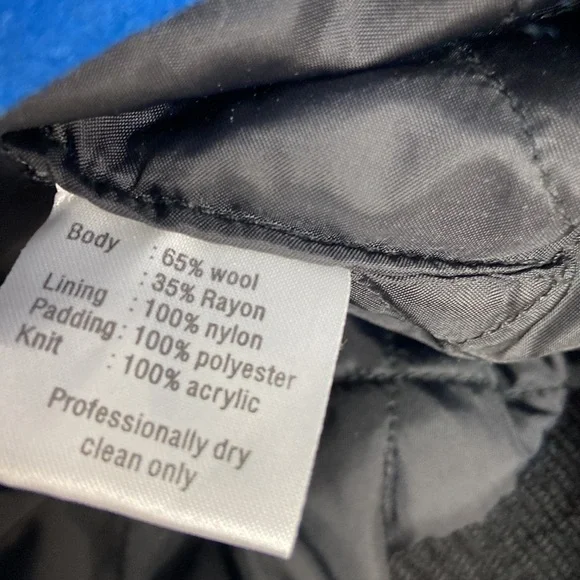 Body : 65% wool
: 35% Rayon
Lining : 100% nylon
Padding : 100% polyester
Knit : 100% acrylic
Professionally dry
clean only